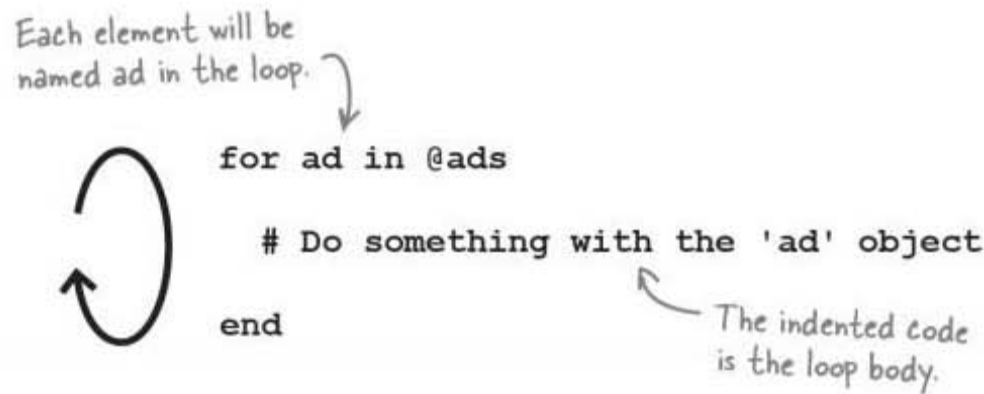 Each element will be
named ad in the loop.
for ad in @ads
# Do something with the 'ad' object
end
The indented code
is the loop body.